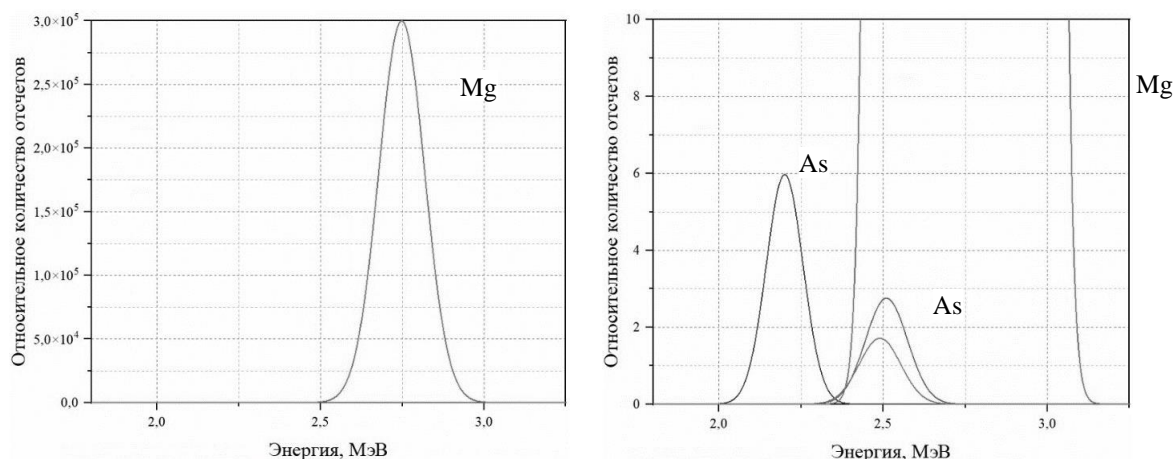 Относительное количество отсчетов
3,0×10⁵
2,5×10⁵
2,0×10⁵
1,5×10⁵
1,0×10⁵
5,0×10⁴
0,0
Mg
2,0
2,5
3,0
Энергия, МэВ
Относительное количество отсчетов
10
8
6
4
2
0
Mg
As
As
2,0
2,5
3,0
Энергия, МэВ